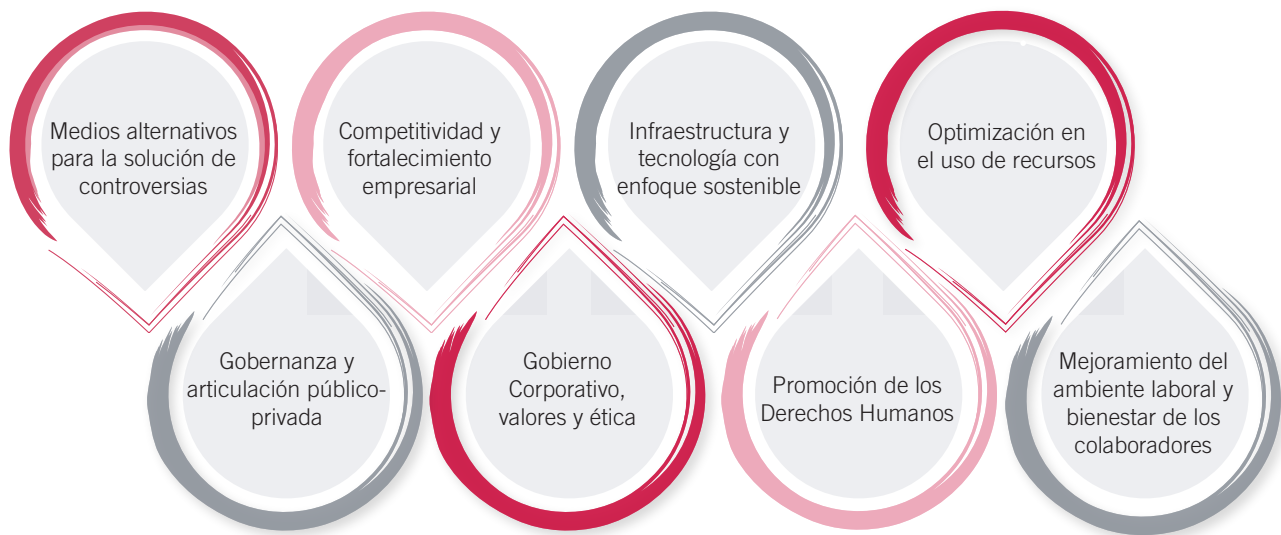 Medios alternativos
para la solución de
controversias
Competitividad y
fortalecimiento
empresarial
Infraestructura y
tecnología con
enfoque sostenible
Optimización en
el uso de recursos
Gobernanza y
articulación público-
privada
Gobierno
Corporativo,
valores y ética
Promoción de los
Derechos Humanos
Mejoramiento del
ambiente laboral y
bienestar de los
colaboradores